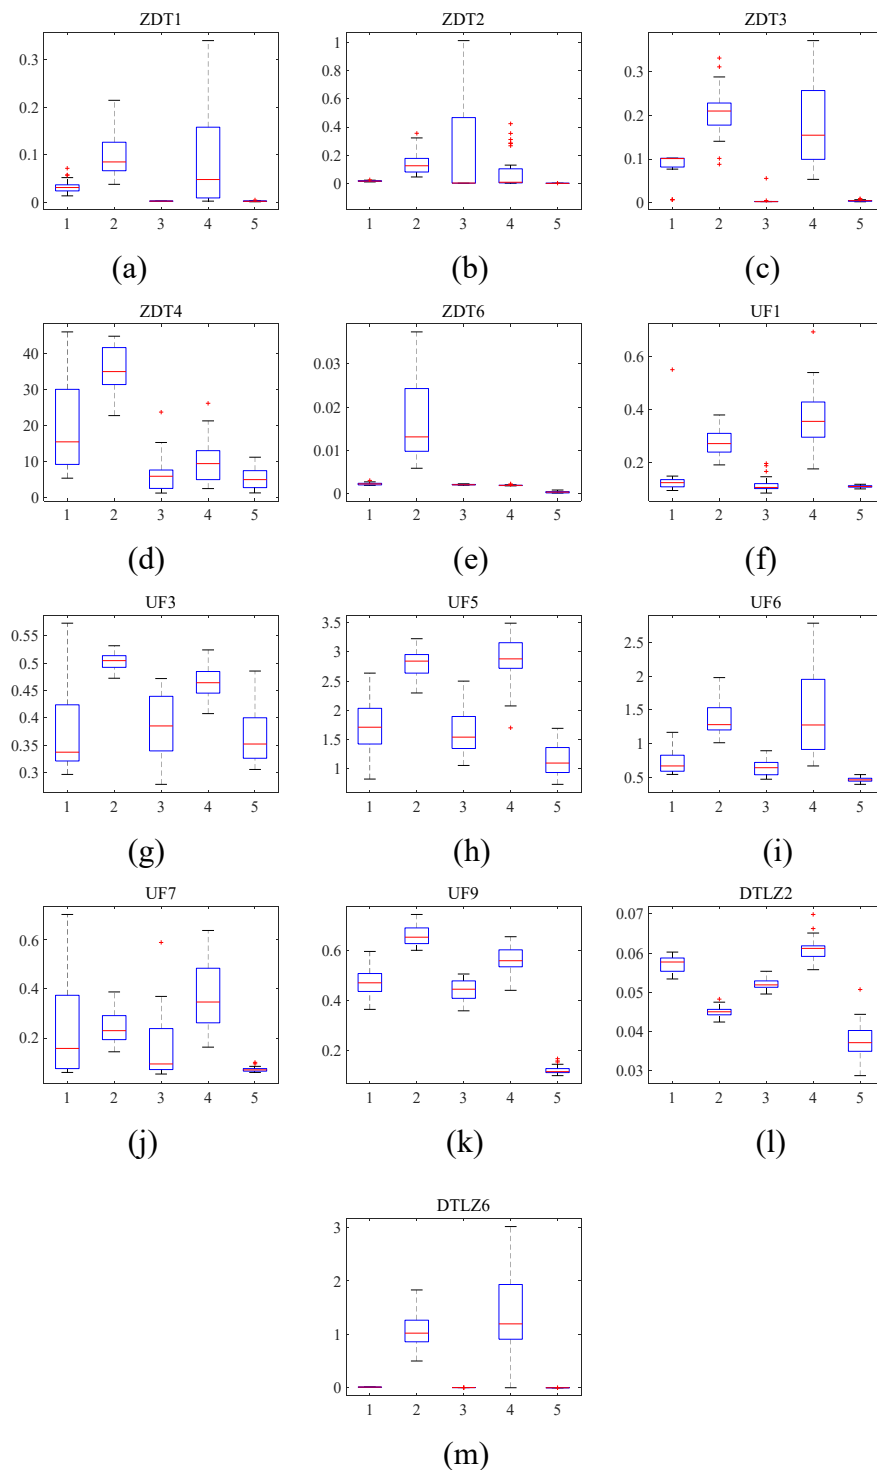 ZDT1 ZDT2 ZDT3
0.3 0.2 0.1 0
1 0.8 0.6 0.4 0.2 0
0.3 0.2 0.1 0
1 2 3 4 5 1 2 3 4 5 1 2 3 4 5
(a) (b) (c)
ZDT4 ZDT6 UF1
40 30 20 10 0
0.03 0.02 0.01 0
0.6 0.4 0.2
1 2 3 4 5 1 2 3 4 5 1 2 3 4 5
(d) (e) (f)
UF3 UF5 UF6
0.55 0.5 0.45 0.4 0.35 0.3
3.5 3 2.5 2 1.5 1
2.5 2 1.5 1 0.5
1 2 3 4 5 1 2 3 4 5 1 2 3 4 5
(g) (h) (i)
UF7 UF9 DTLZ2
0.6 0.4 0.2
0.6 0.4 0.2
0.07 0.06 0.05 0.04 0.03
1 2 3 4 5 1 2 3 4 5 1 2 3 4 5
(j) (k) (l)
DTLZ6
3 2 1 0
1 2 3 4 5
(m)